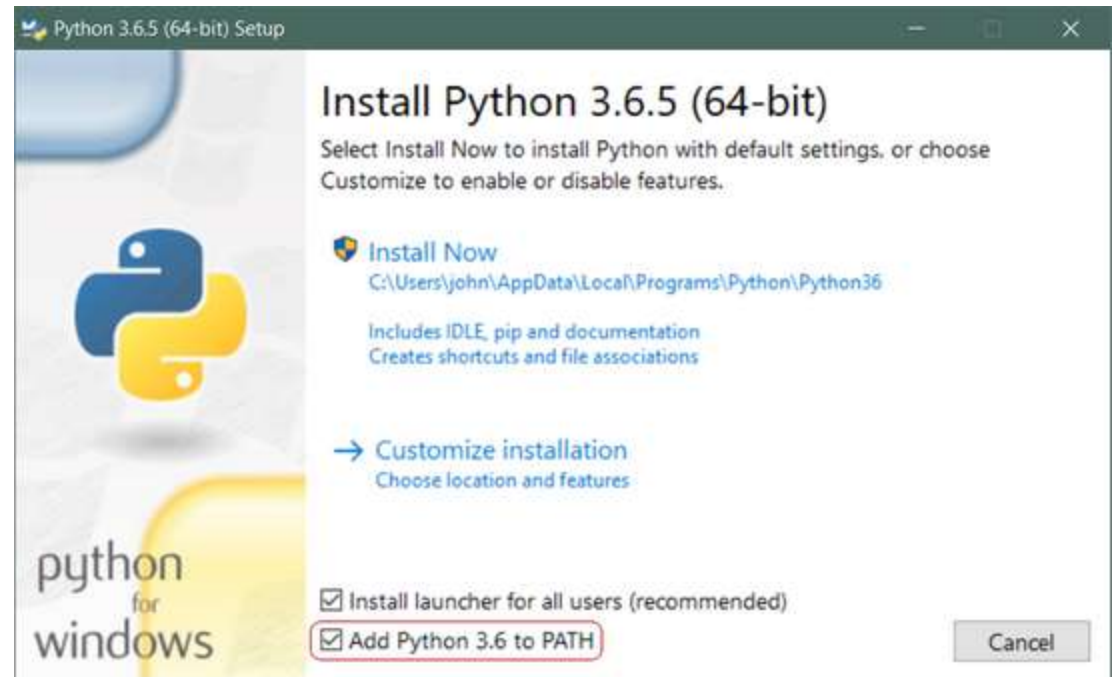 Python 3.6.5 (64-bit) Setup
Install Python 3.6.5 (64-bit)
Select Install Now to install Python with default settings, or choose
Customize to enable or disable features.
Install Now
C:\Users\john\AppData\Local\Programs\Python\Python36
Includes IDLE, pip and documentation
Creates shortcuts and file associations
Customize installation
Choose location and features
python
for
windows
Install launcher for all users (recommended)
Add Python 3.6 to PATH
Cancel